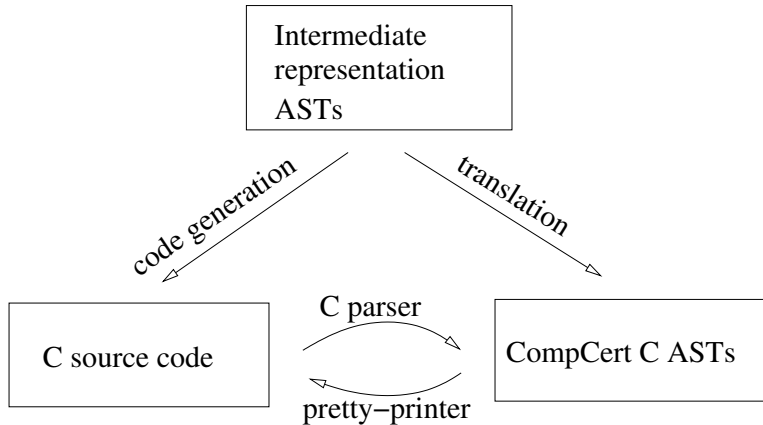 Intermediate
representation
ASTs
code generation
translation
C parser
C source code
CompCert C ASTs
pretty−printer